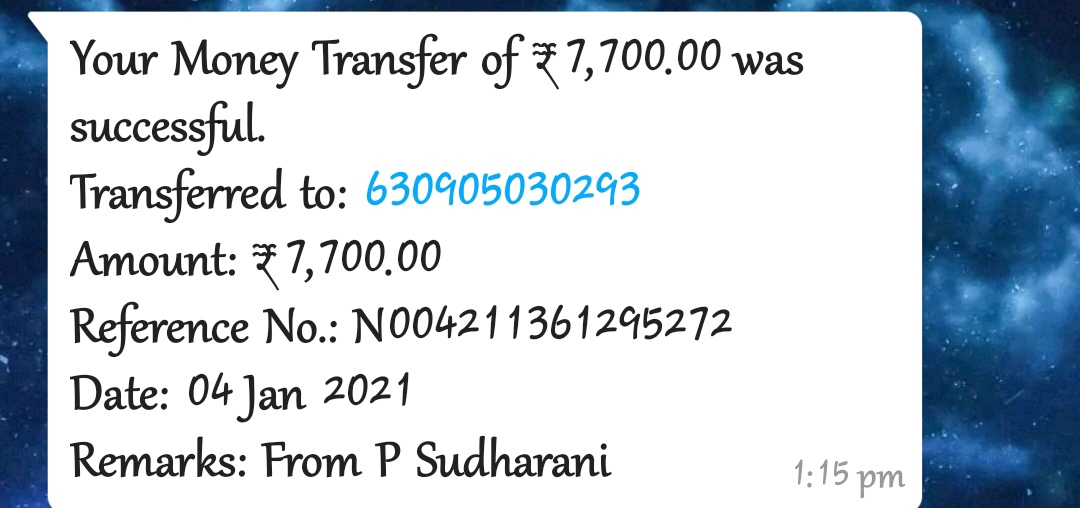 Your Money Transfer of ₹ 7,700.00 was
successful.
Transferred to: 630905030293
Amount: ₹ 7,700.00
Reference No.: N004211361295272
Date: 04 Jan 2021
Remarks: From P Sudharani
1:15 pm